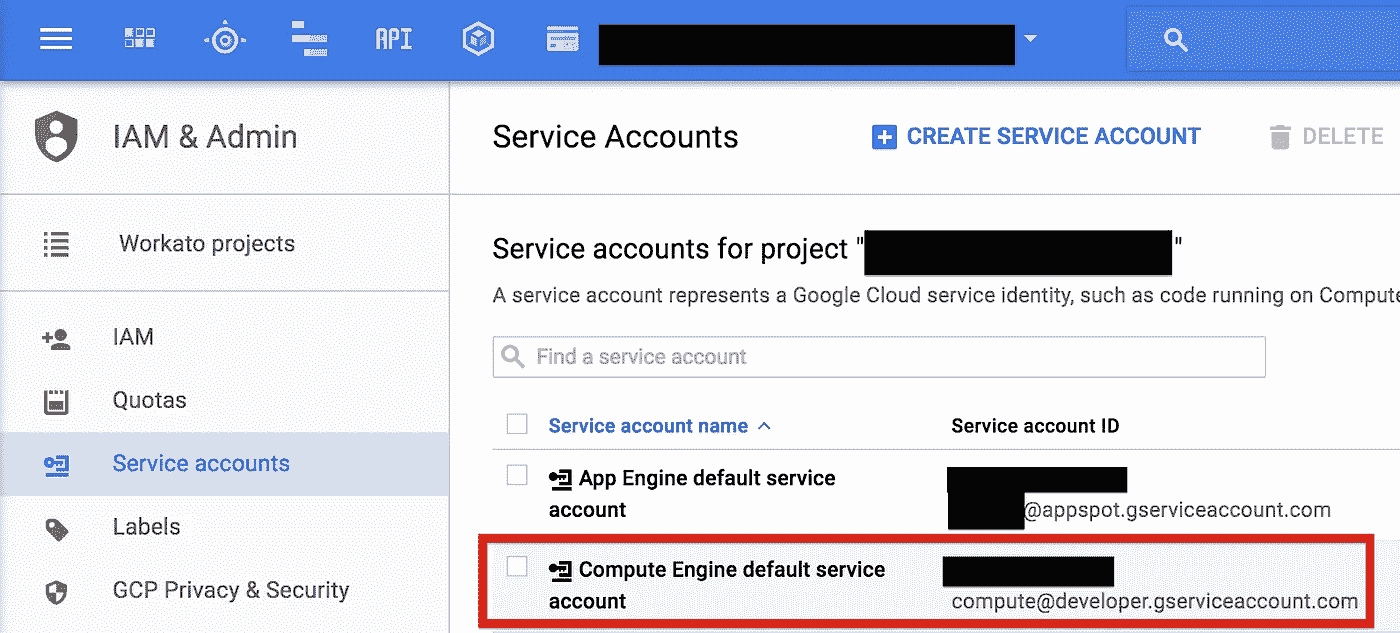 API
IAM & Admin
Service Accounts
CREATE SERVICE ACCOUNT
DELETE
Workato projects
Service accounts for project " "
A service account represents a Google Cloud service identity, such as code running on Compute
Find a service account
IAM
Quotas
Service accounts
Labels
GCP Privacy & Security
Service account name
Service account ID
App Engine default service
account
@appspot.gserviceaccount.com
Compute Engine default service
account
compute@developer.gserviceaccount.com